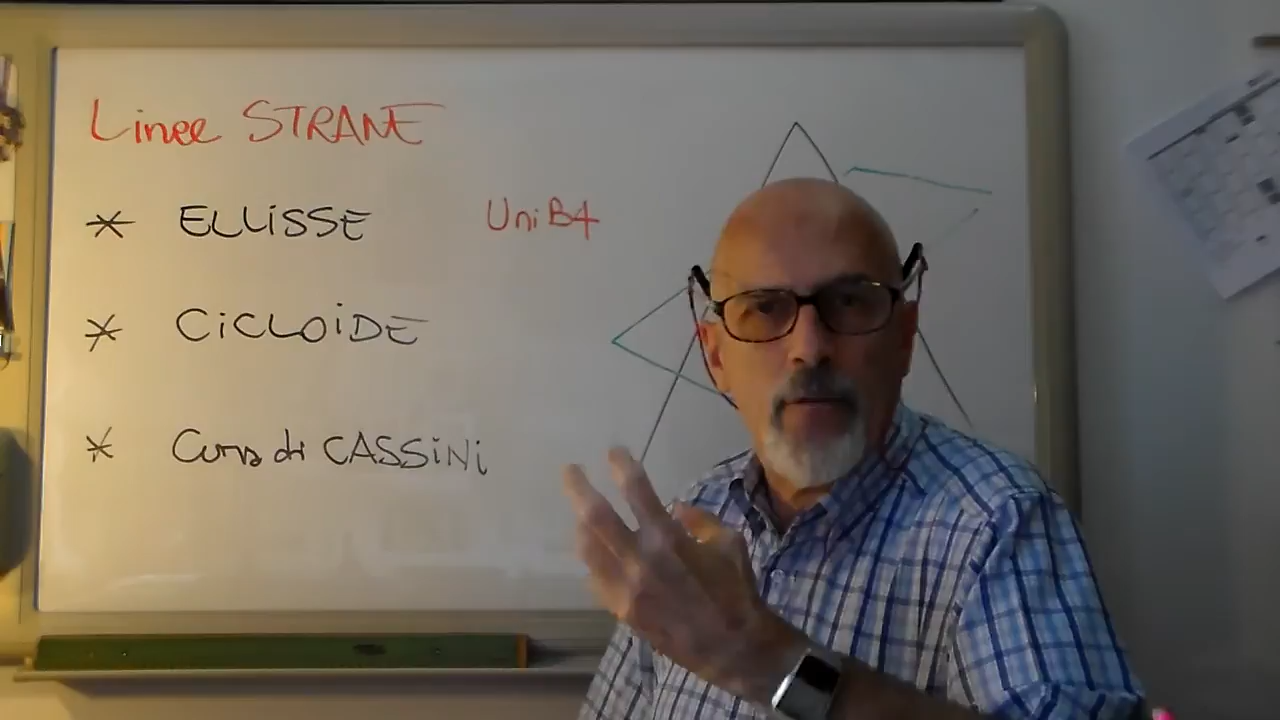 Linee STRANE
* ELLISSE UniB4
* CICLOIDE
* Curva di CASSINI